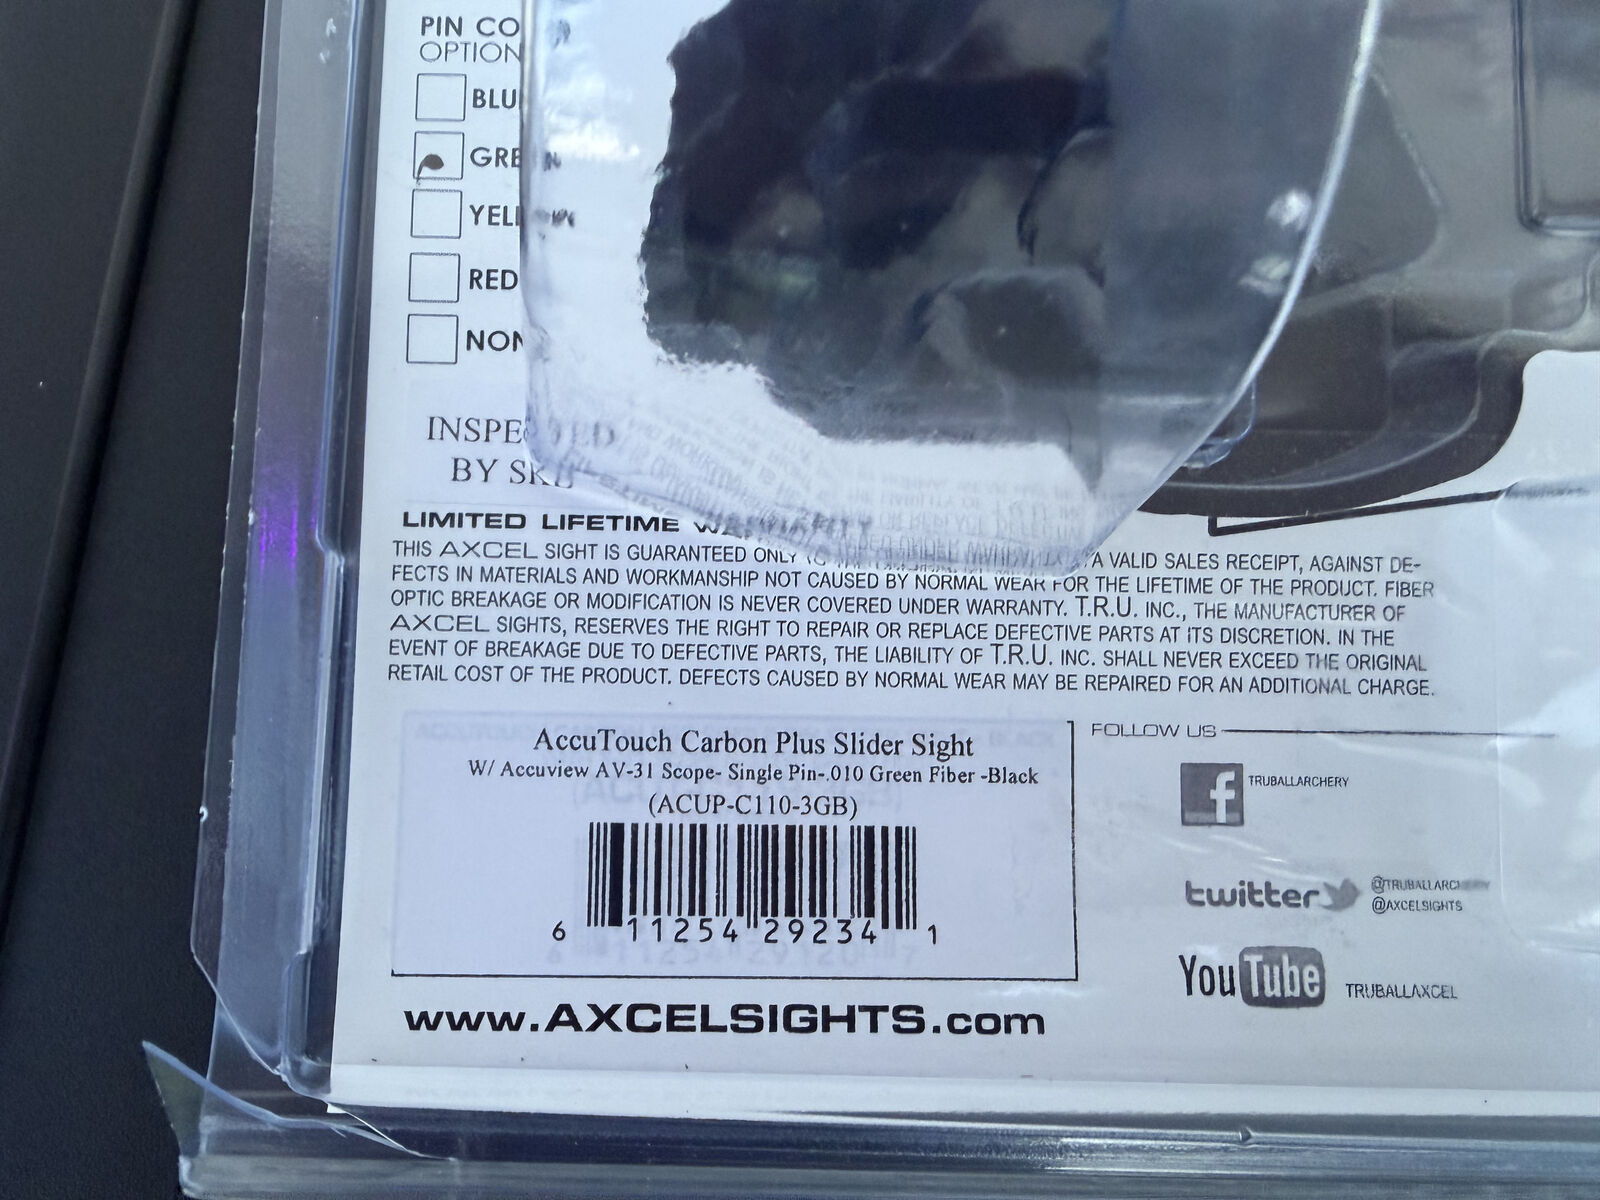 PIN CO
OPTION
BLU
GREEN
YELLOW
RED
NON
INSPECTED
BY SKB
LIMITED LIFETIME WARRANTY
THIS AXCEL SIGHT IS GUARANTEED ONLY A VALID SALES RECEIPT, AGAINST DE-
FECTS IN MATERIALS AND WORKMANSHIP NOT CAUSED BY NORMAL WEAR FOR THE LIFETIME OF THE PRODUCT. FIBER
OPTIC BREAKAGE OR MODIFICATION IS NEVER COVERED UNDER WARRANTY. T.R.U. INC., THE MANUFACTURER OF
AXCEL SIGHTS, RESERVES THE RIGHT TO REPAIR OR REPLACE DEFECTIVE PARTS AT ITS DISCRETION. IN THE
EVENT OF BREAKAGE DUE TO DEFECTIVE PARTS, THE LIABILITY OF T.R.U. INC. SHALL NEVER EXCEED THE ORIGINAL
RETAIL COST OF THE PRODUCT. DEFECTS CAUSED BY NORMAL WEAR MAY BE REPAIRED FOR AN ADDITIONAL CHARGE.
AccuTouch Carbon Plus Slider Sight
W/ Accuview AV-31 Scope- Single Pin-.010 Green Fiber -Black
(ACUP-C110-3GB)
6 11254 29234 1
www.AXCELSIGHTS.com
FOLLOW US
f TRUBALLARCHERY
twitter @TRUBALLARCHERY
@AXCELSIGHTS
YouTube TRUBALLAXCEL